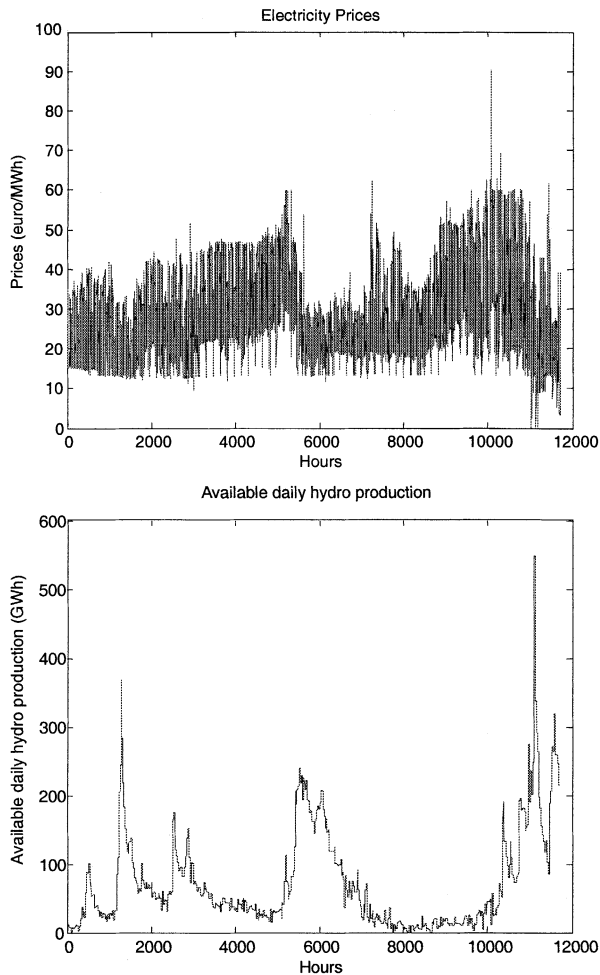 Electricity Prices
100
90
80
70
60
50
40
30
20
10
0
Prices (euro/MWh)
0 2000 4000 6000 8000 10000 12000
Hours
Available daily hydro production
600
500
400
300
200
100
0
Available daily hydro production (GWh)
0 2000 4000 6000 8000 10000 12000
Hours